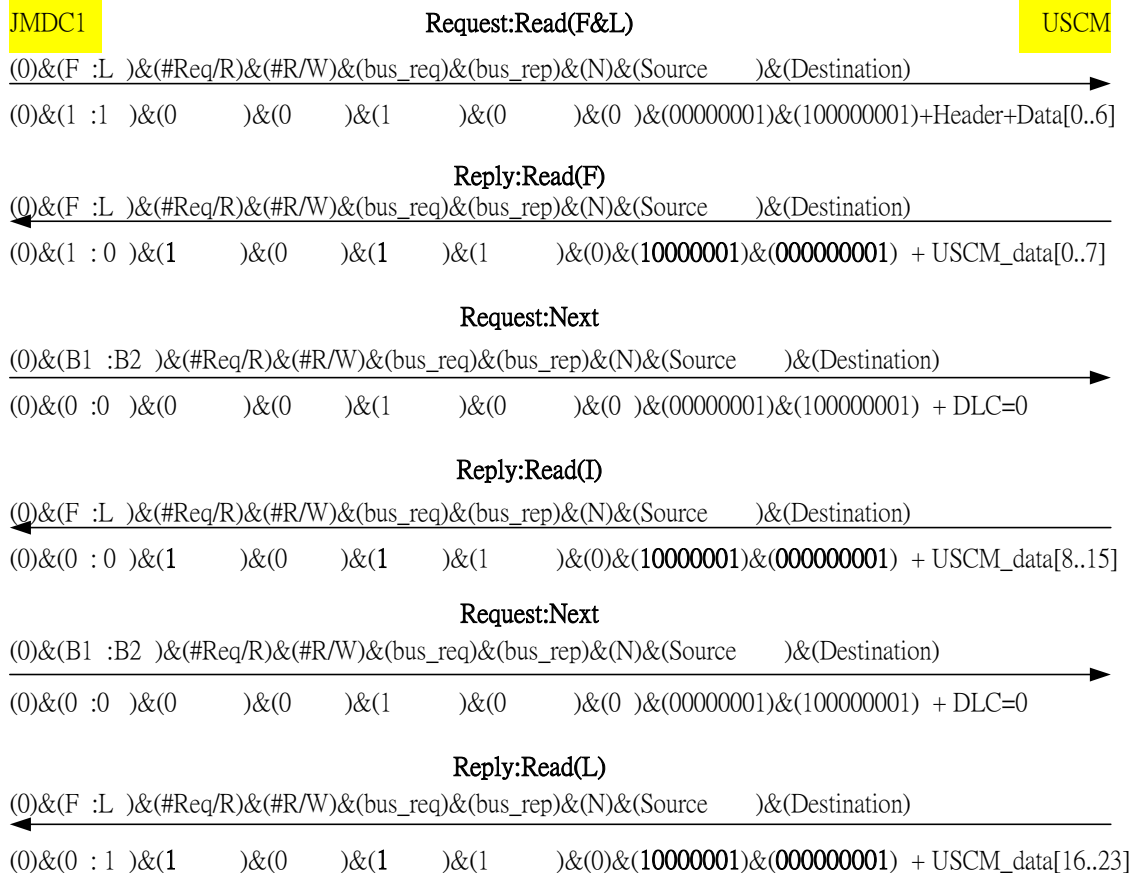 JMDC1 Request:Read(F&L) USCM
(0)&(F :L )&(#Req/R)&(#R/W)&(bus_req)&(bus_rep)&(N)&(Source )&(Destination)
(0)&(1 :1 )&(0 )&(0 )&(1 )&(0 )&(0 )&(00000001)&(100000001)+Header+Data[0..6]
Reply:Read(F)
(0)&(F :L )&(#Req/R)&(#R/W)&(bus_req)&(bus_rep)&(N)&(Source )&(Destination)
(0)&(1 : 0 )&(1 )&(0 )&(1 )&(1 )&(0)&(10000001)&(000000001) + USCM_data[0..7]
Request:Next
(0)&(B1 :B2 )&(#Req/R)&(#R/W)&(bus_req)&(bus_rep)&(N)&(Source )&(Destination)
(0)&(0 :0 )&(0 )&(0 )&(1 )&(0 )&(0 )&(00000001)&(100000001) + DLC=0
Reply:Read(I)
(0)&(F :L )&(#Req/R)&(#R/W)&(bus_req)&(bus_rep)&(N)&(Source )&(Destination)
(0)&(0 : 0 )&(1 )&(0 )&(1 )&(1 )&(0)&(10000001)&(000000001) + USCM_data[8..15]
Request:Next
(0)&(B1 :B2 )&(#Req/R)&(#R/W)&(bus_req)&(bus_rep)&(N)&(Source )&(Destination)
(0)&(0 :0 )&(0 )&(0 )&(1 )&(0 )&(0 )&(00000001)&(100000001) + DLC=0
Reply:Read(L)
(0)&(F :L )&(#Req/R)&(#R/W)&(bus_req)&(bus_rep)&(N)&(Source )&(Destination)
(0)&(0 : 1 )&(1 )&(0 )&(1 )&(1 )&(0)&(10000001)&(000000001) + USCM_data[16..23]